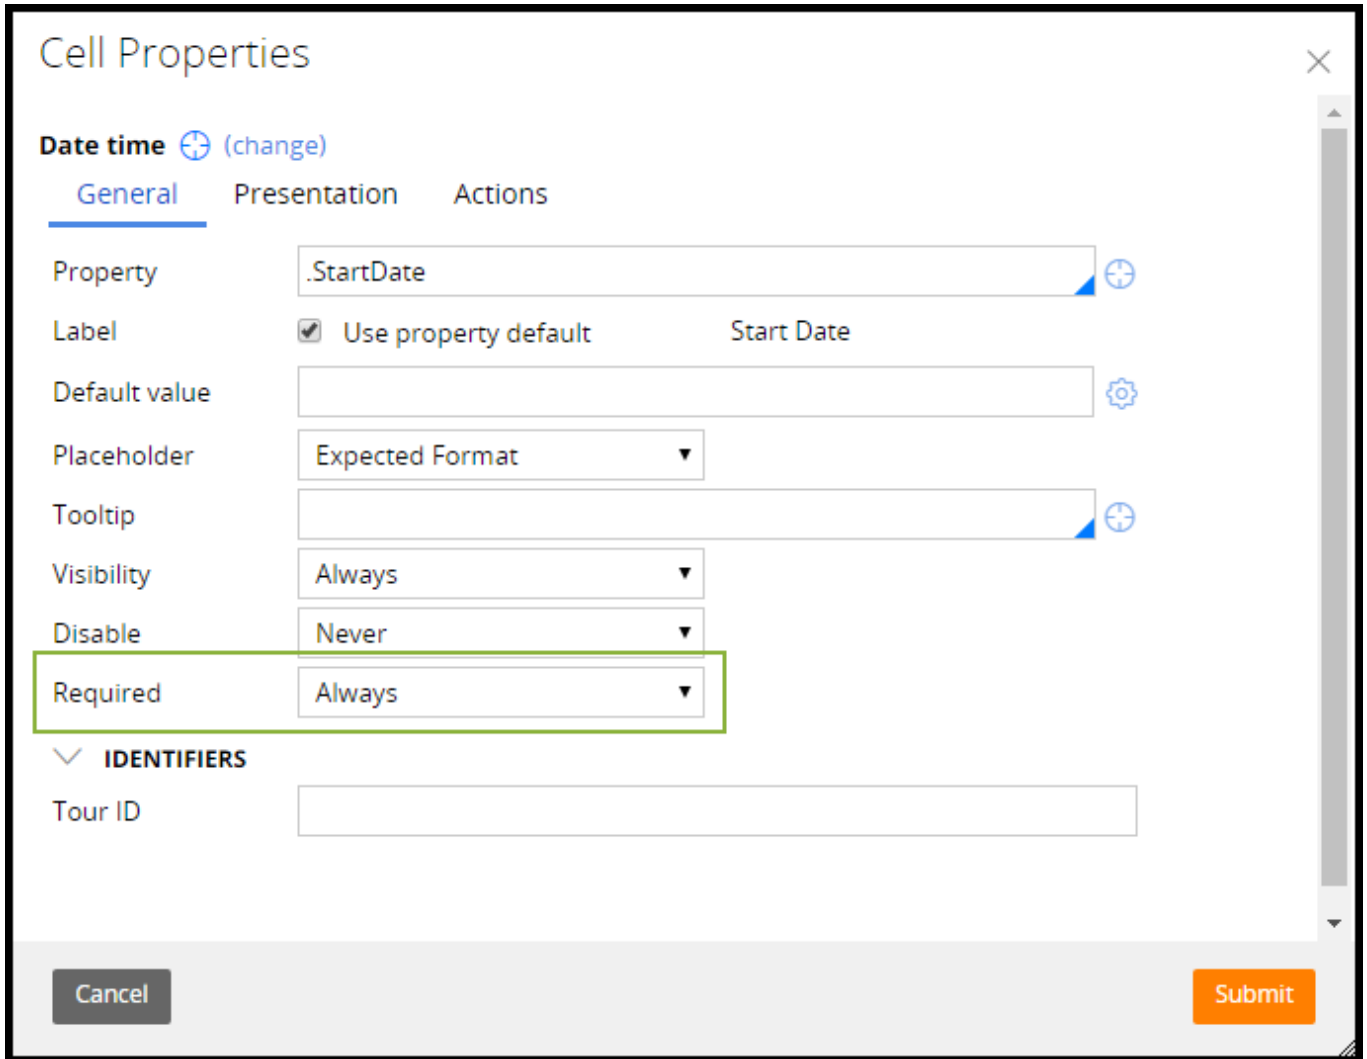 Cell Properties
Date time (change)
General Presentation Actions
Property .StartDate
Label Use property default Start Date
Default value
Placeholder Expected Format
Tooltip
Visibility Always
Disable Never
Required Always
IDENTIFIERS
Tour ID
Cancel Submit